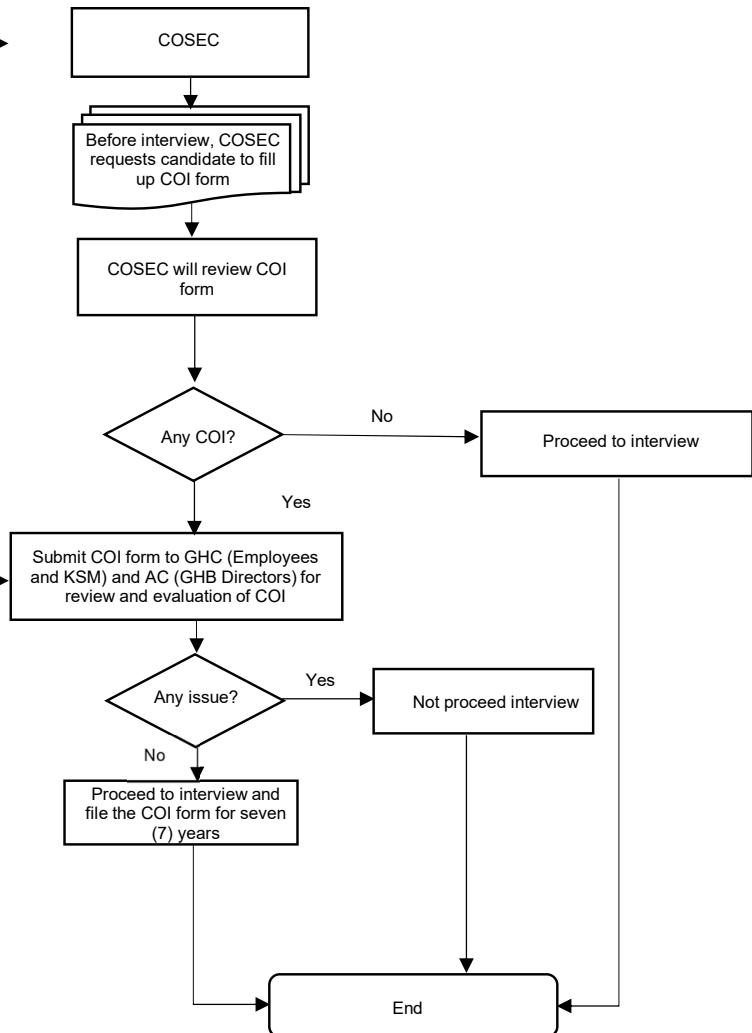 COSEC
Before interview, COSEC
requests candidate to fill
up COI form
COSEC will review COI
form
Any COI?
No
Proceed to interview
Yes
Submit COI form to GHC (Employees
and KSM) and AC (GHB Directors) for
review and evaluation of COI
Any issue?
Yes
Not proceed interview
No
Proceed to interview and
file the COI form for seven
(7) years
End